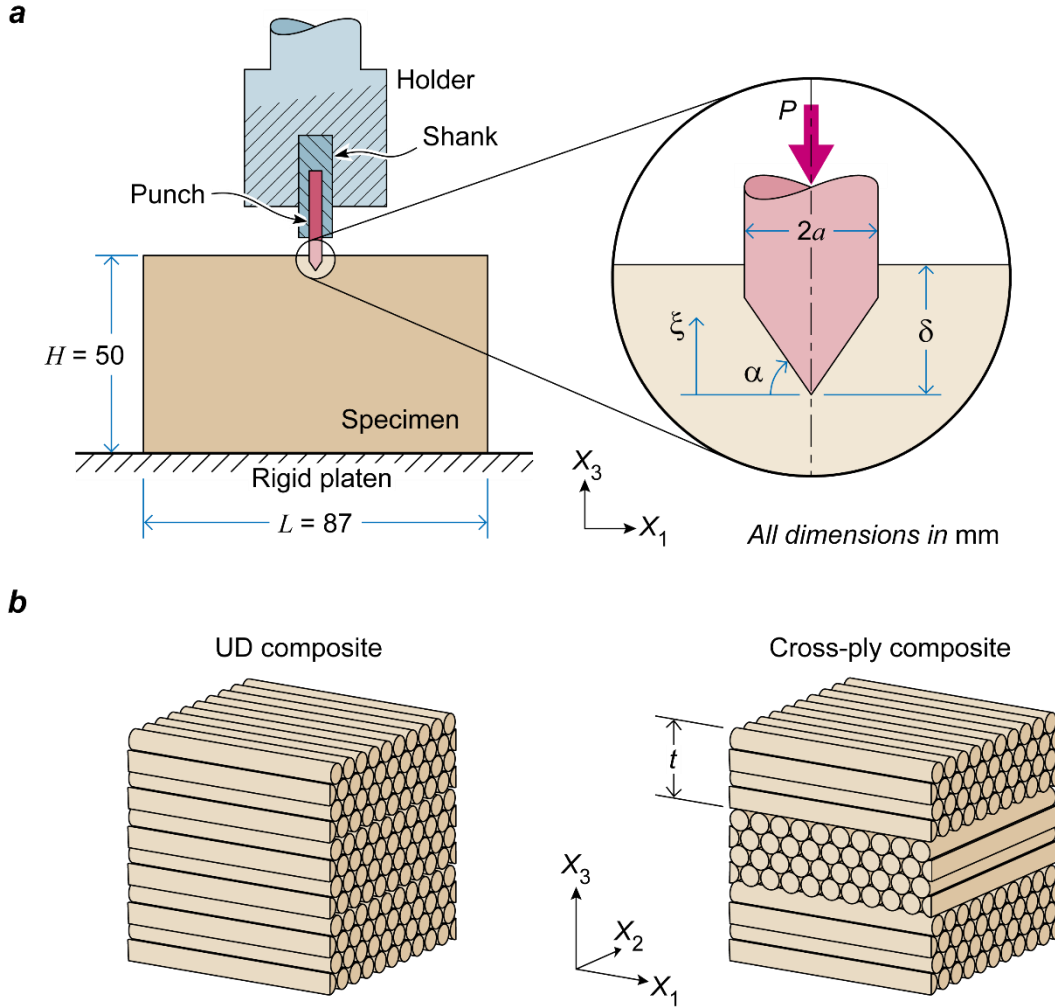 a
Holder
Shank
Punch
P
2a
ξ
δ
α
H = 50
Specimen
Rigid platen
X3
L = 87
X1
All dimensions in mm
b
UD composite
Cross-ply composite
t
X3
X2
X1